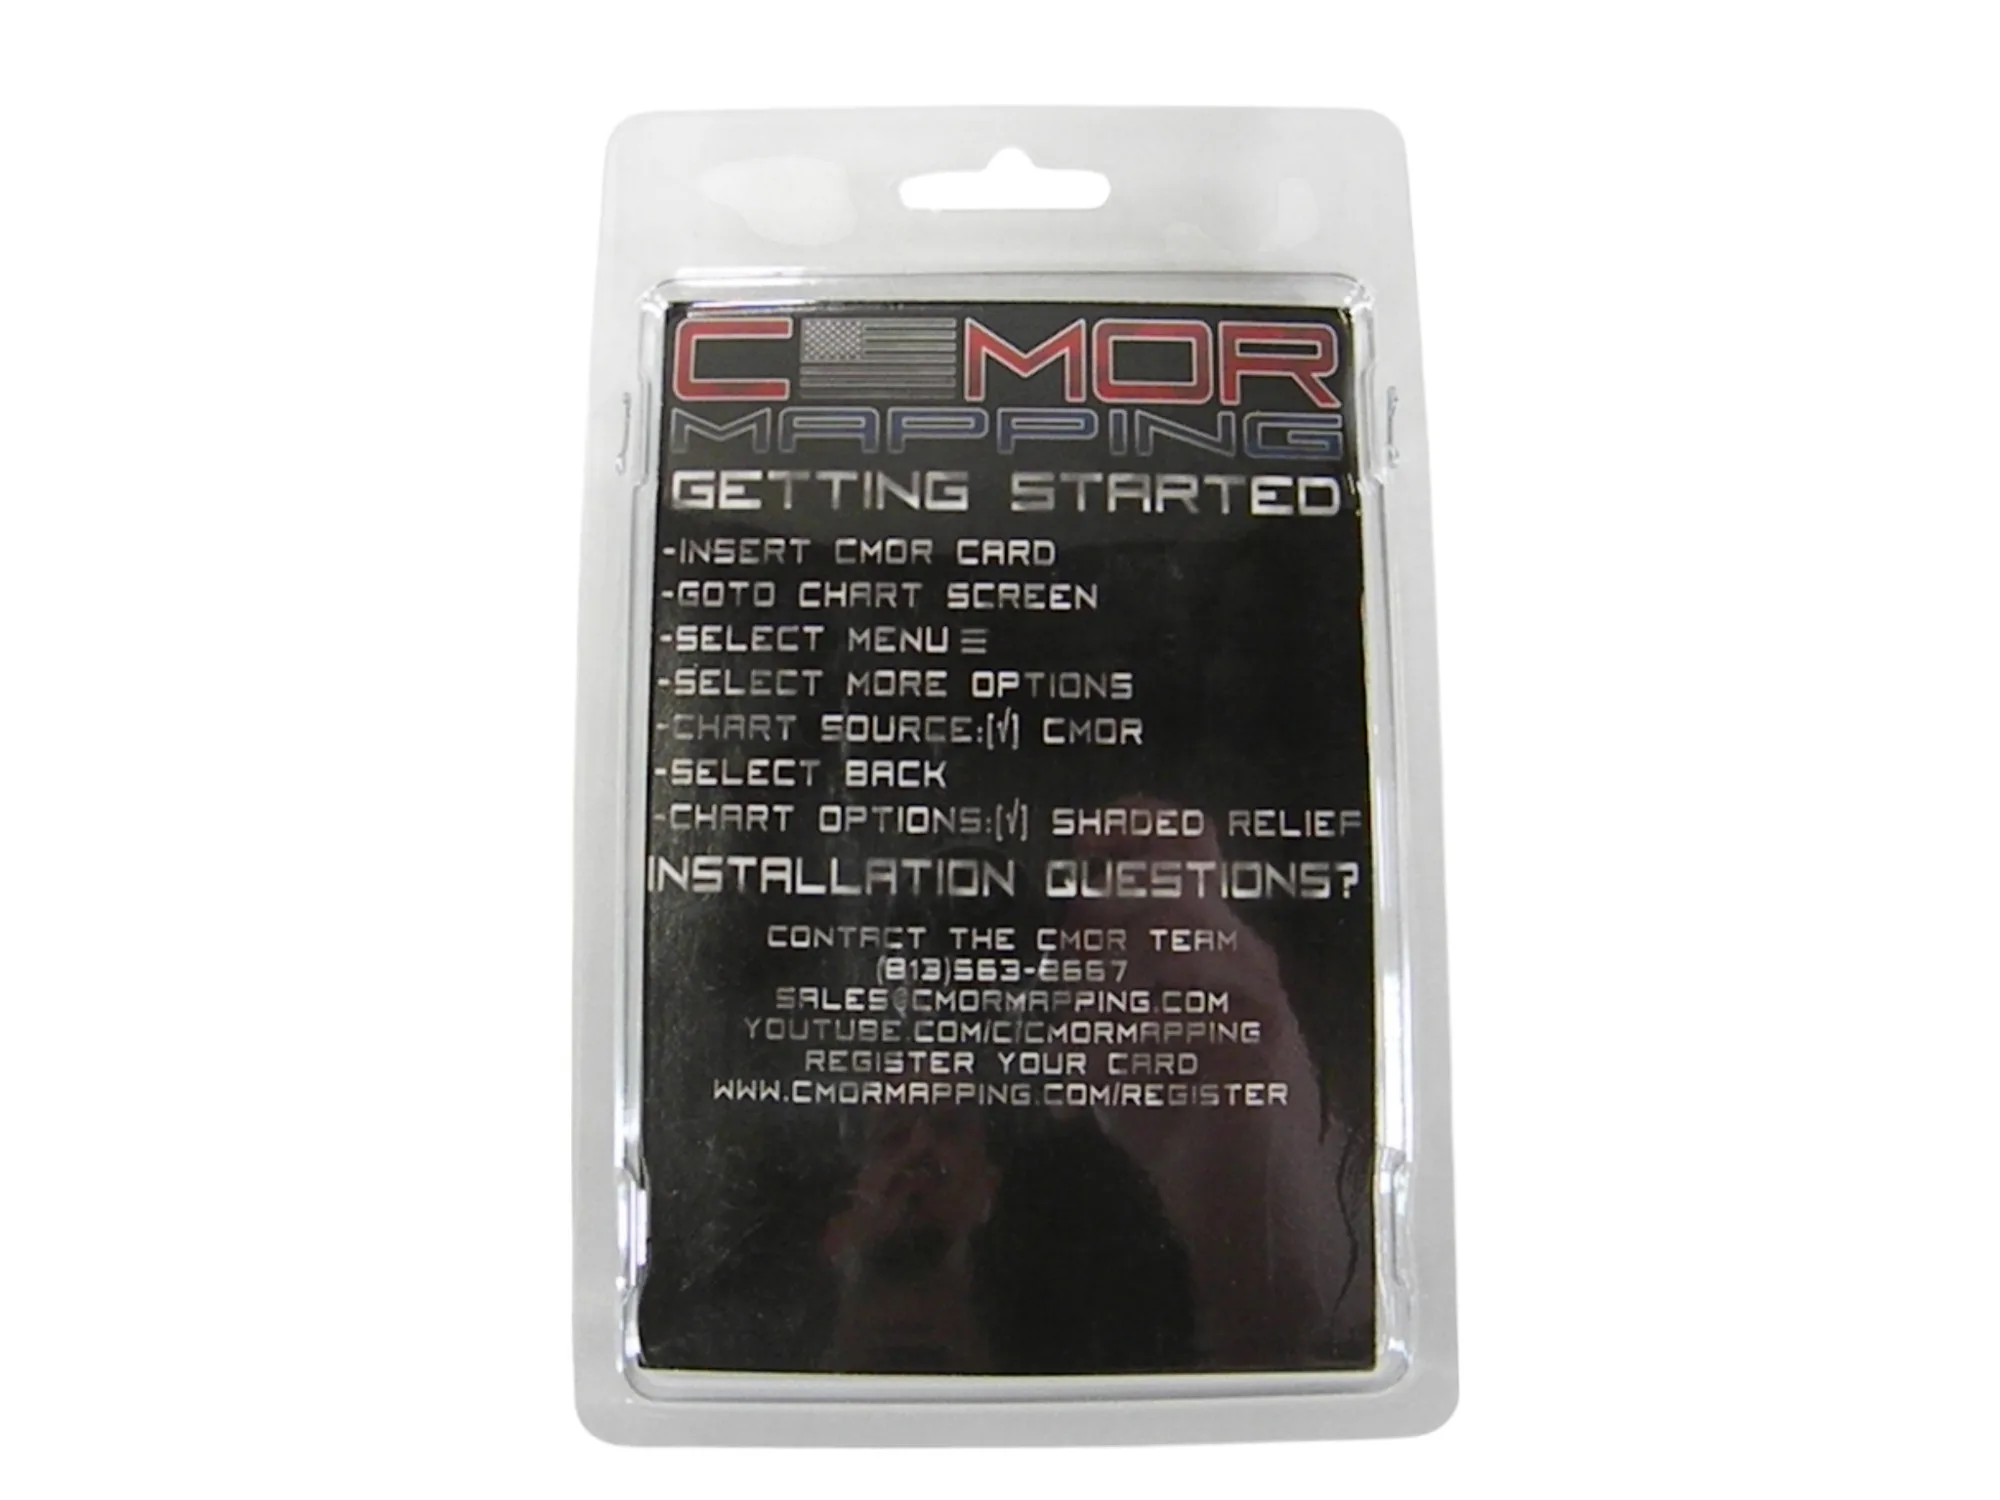 CMOR
MAPPING
GETTING STARTED
-INSERT CMOR CARD
-GOTO CHART SCREEN
-SELECT MENU ☰
-SELECT MORE OPTIONS
-CHART SOURCE:[√] CMOR
-SELECT BACK
-CHART OPTIONS:[√] SHADED RELIEF
INSTALLATION QUESTIONS?
CONTACT THE CMOR TEAM
(813)563-2667
SALES@CMORMAPPING.COM
YOUTUBE.COM/C/CMORMAPPING
REGISTER YOUR CARD
WWW.CMORMAPPING.COM/REGISTER